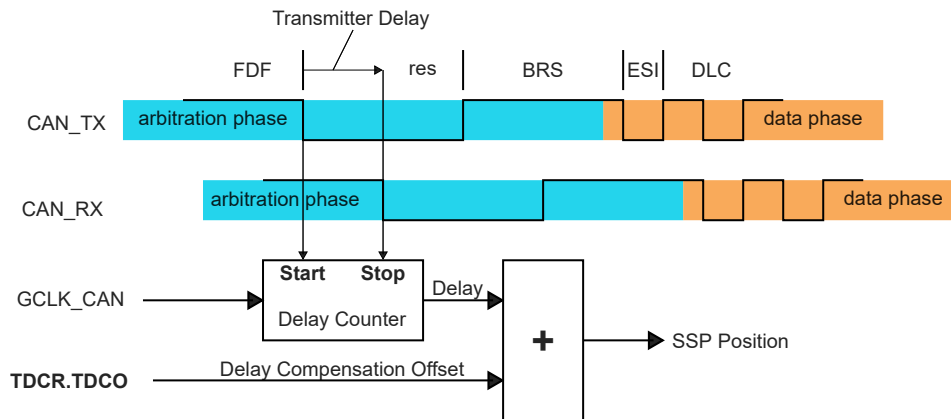 Transmitter Delay
FDF res BRS ESI DLC
CAN_TX arbitration phase data phase
CAN_RX arbitration phase data phase
Start Stop
GCLK_CAN Delay Counter Delay
+ SSP Position
TDCR.TDCO Delay Compensation Offset